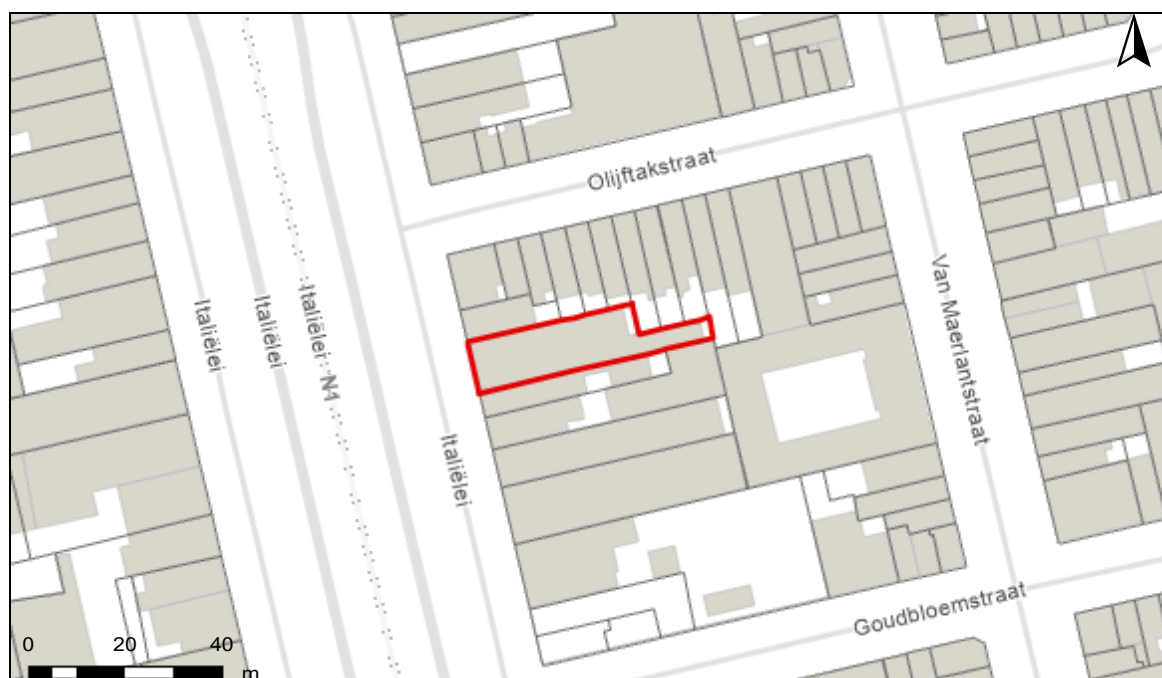 Olijftakstraat
Van Maerlantstraat
Italiëlei
Italiëlei
Italiëlei N1
Italiëlei
Goudbloemstraat
0 20 40
m